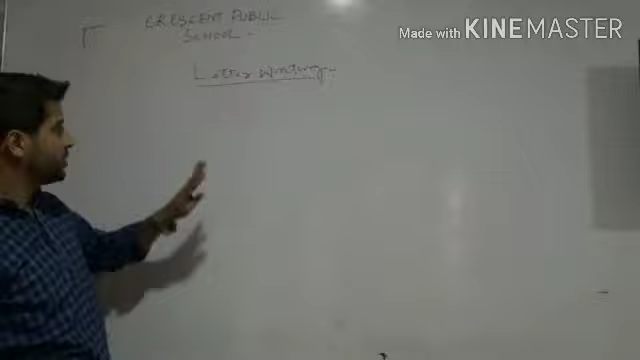 CRESCENT PUBLIC
SCHOOL -
Letter writing -
Made with KINEMASTER